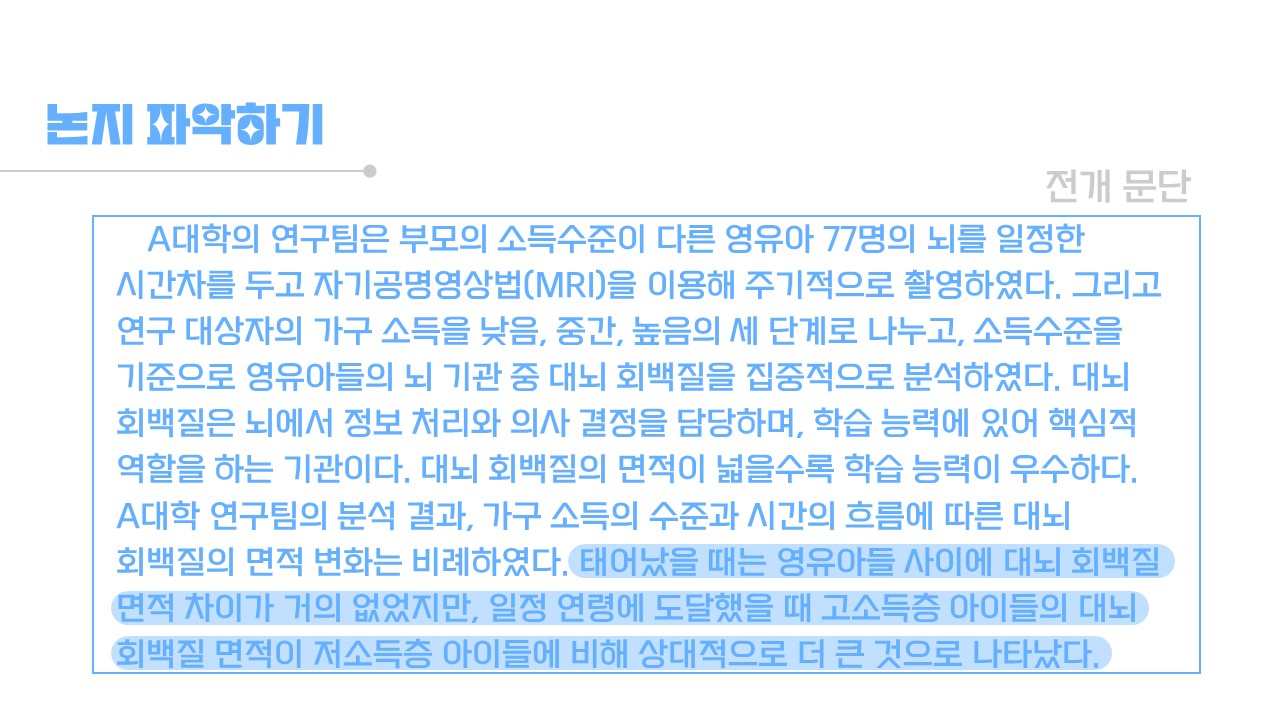 논지 파악하기
전개 문단
A대학의 연구팀은 부모의 소득수준이 다른 영유아 77명의 뇌를 일정한
시간차를 두고 자기공명영상법(MRI)을 이용해 주기적으로 촬영하였다. 그리고
연구 대상자의 가구 소득을 낮음, 중간, 높음의 세 단계로 나누고, 소득수준을
기준으로 영유아들의 뇌 기관 중 대뇌 회백질을 집중적으로 분석하였다. 대뇌
회백질은 뇌에서 정보 처리와 의사 결정을 담당하며, 학습 능력에 있어 핵심적
역할을 하는 기관이다. 대뇌 회백질의 면적이 넓을수록 학습 능력이 우수하다.
A대학 연구팀의 분석 결과, 가구 소득의 수준과 시간의 흐름에 따른 대뇌
회백질의 면적 변화는 비례하였다. 태어났을 때는 영유아들 사이에 대뇌 회백질
면적 차이가 거의 없었지만, 일정 연령에 도달했을 때 고소득층 아이들의 대뇌
회백질 면적이 저소득층 아이들에 비해 상대적으로 더 큰 것으로 나타났다.